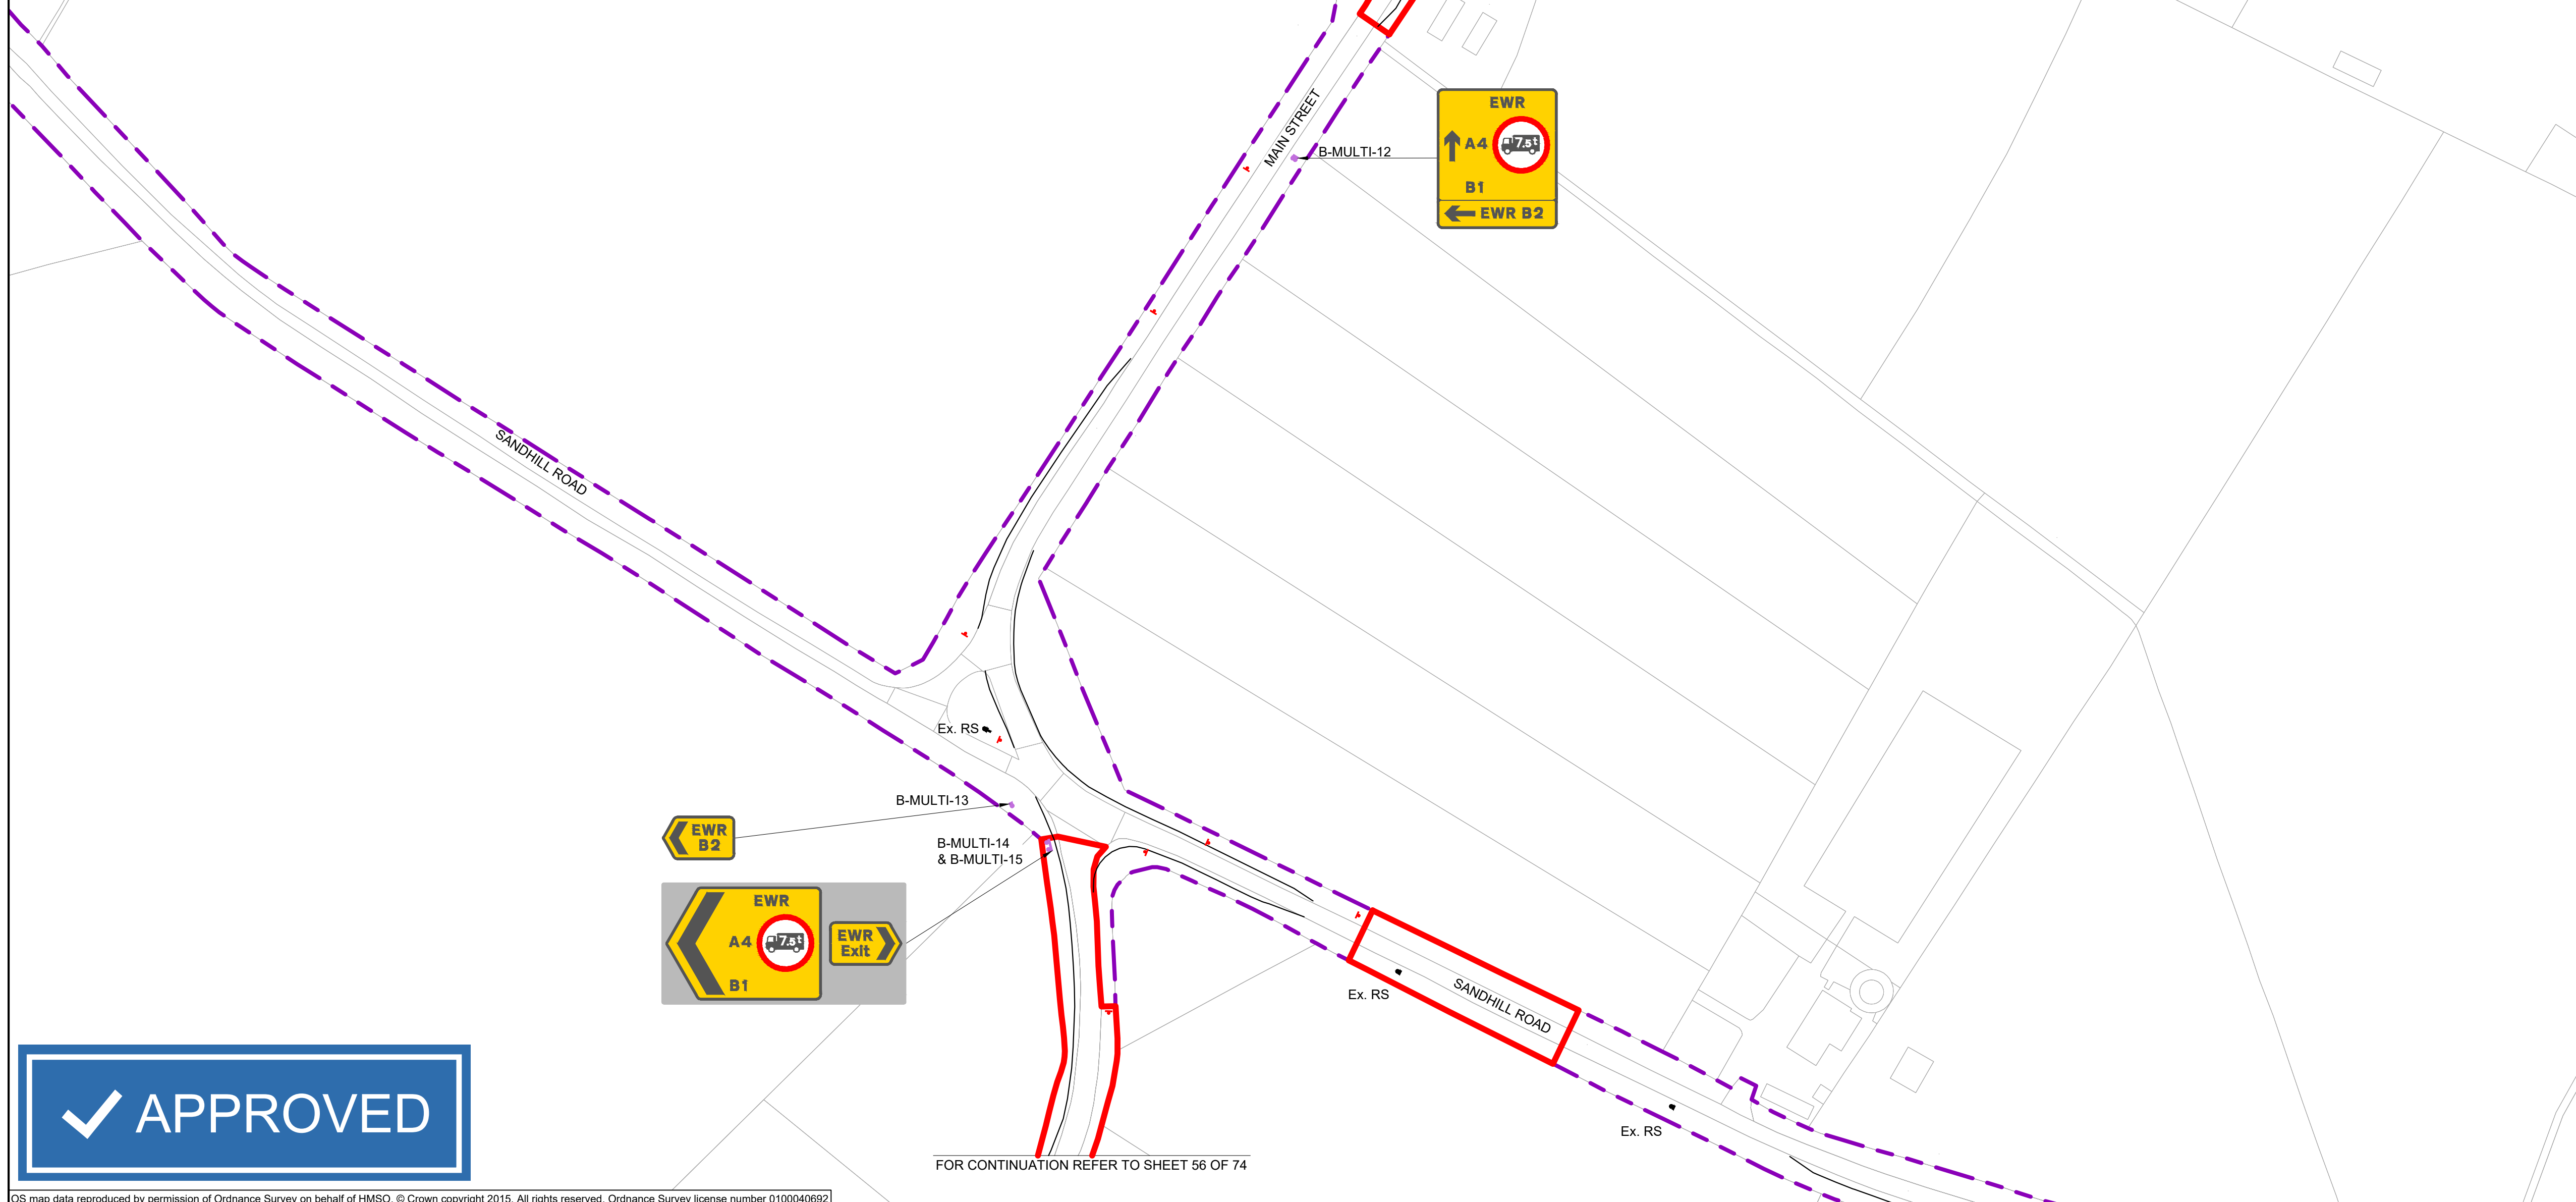 EWR
A4
7.5t
B1
EWR B2
B-MULTI-12
MAIN STREET
SANDHILL ROAD
Ex. RS
B-MULTI-13
EWR
B2
B-MULTI-14
& B-MULTI-15
EWR
A4
7.5t
B1
EWR
Exit
SANDHILL ROAD
Ex. RS
Ex. RS
APPROVED
FOR CONTINUATION REFER TO SHEET 56 OF 74
OS map data reproduced by permission of Ordnance Survey on behalf of HMSO. © Crown copyright 2015. All rights reserved. Ordnance Survey license number 0100040692